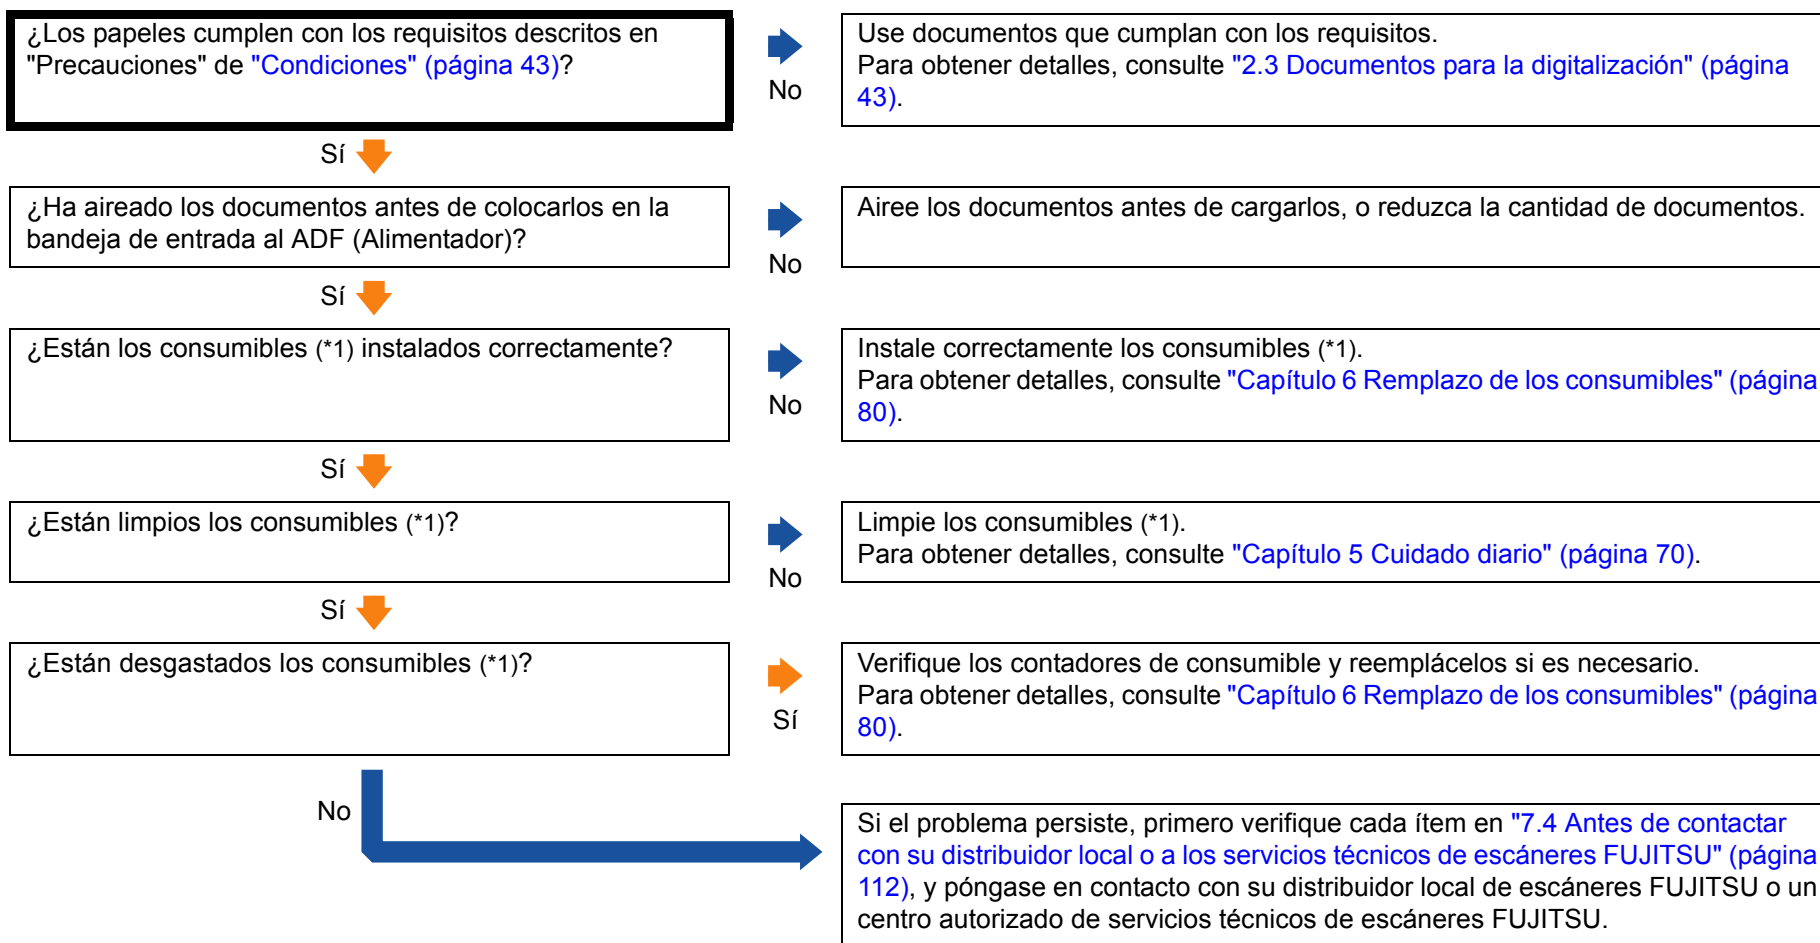 ¿Los papeles cumplen con los requisitos descritos en
"Precauciones" de "Condiciones" (página 43)?
No
Use documentos que cumplan con los requisitos.
Para obtener detalles, consulte "2.3 Documentos para la digitalización" (página
43).
Sí
¿Ha aireado los documentos antes de colocarlos en la
bandeja de entrada al ADF (Alimentador)?
No
Airee los documentos antes de cargarlos, o reduzca la cantidad de documentos.
Sí
¿Están los consumibles (*1) instalados correctamente?
No
Instale correctamente los consumibles (*1).
Para obtener detalles, consulte "Capítulo 6 Remplazo de los consumibles" (página
80).
Sí
¿Están limpios los consumibles (*1)?
No
Limpie los consumibles (*1).
Para obtener detalles, consulte "Capítulo 5 Cuidado diario" (página 70).
Sí
¿Están desgastados los consumibles (*1)?
Sí
Verifique los contadores de consumible y reemplácelos si es necesario.
Para obtener detalles, consulte "Capítulo 6 Remplazo de los consumibles" (página
80).
No
Si el problema persiste, primero verifique cada ítem en "7.4 Antes de contactar
con su distribuidor local o a los servicios técnicos de escáneres FUJITSU" (página
112), y póngase en contacto con su distribuidor local de escáneres FUJITSU o un
centro autorizado de servicios técnicos de escáneres FUJITSU.